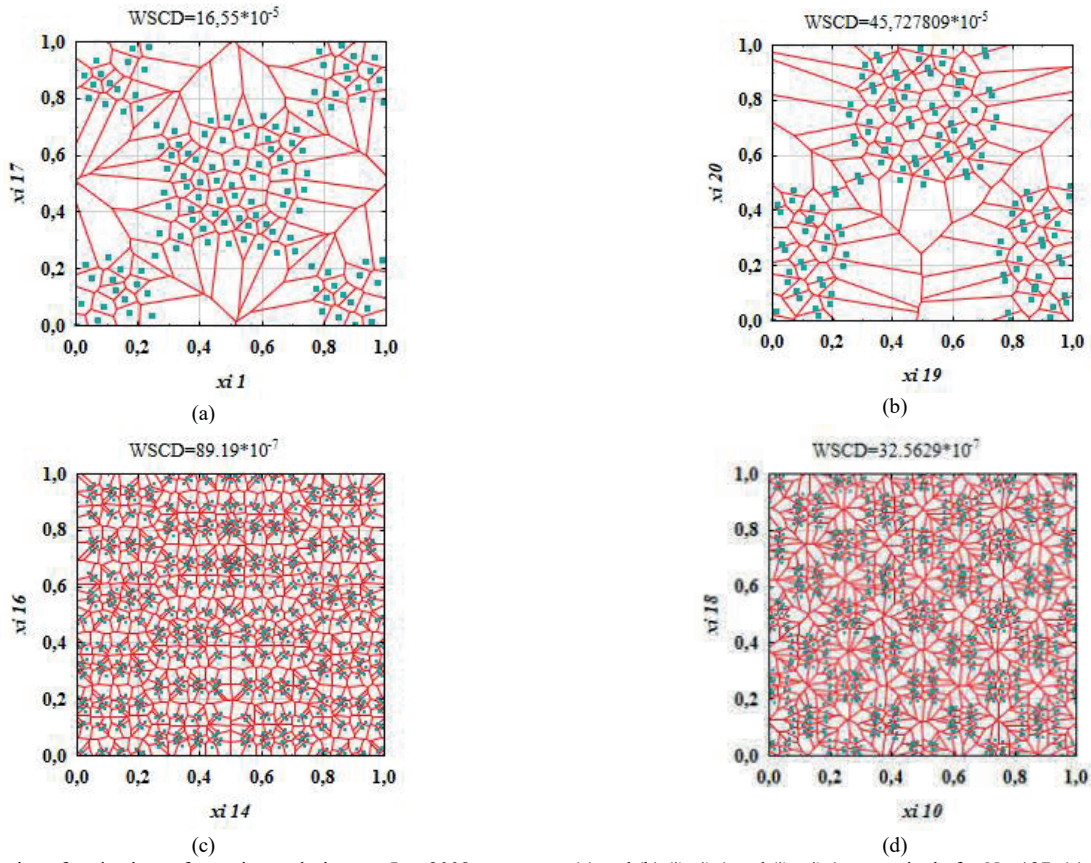 WSCD=16,55*10-5
1,0
0,8
0,6
0,4
0,2
0,0
xi 17
0,0 0,2 0,4 0,6 0,8 1,0
xi 1
(a)
WSCD=45,727809*10-5
1,0
0,8
0,6
0,4
0,2
0,0
xi 20
0,0 0,2 0,4 0,6 0,8 1,0
xi 19
(b)
WSCD=89.19*10-7
1,0
0,8
0,6
0,4
0,2
0,0
xi 16
0,0 0,2 0,4 0,6 0,8 1,0
xi 14
(c)
WSCD=32.5629*10-7
1,0
0,8
0,6
0,4
0,2
0,0
xi 18
0,0 0,2 0,4 0,6 0,8 1,0
xi 10
(d)